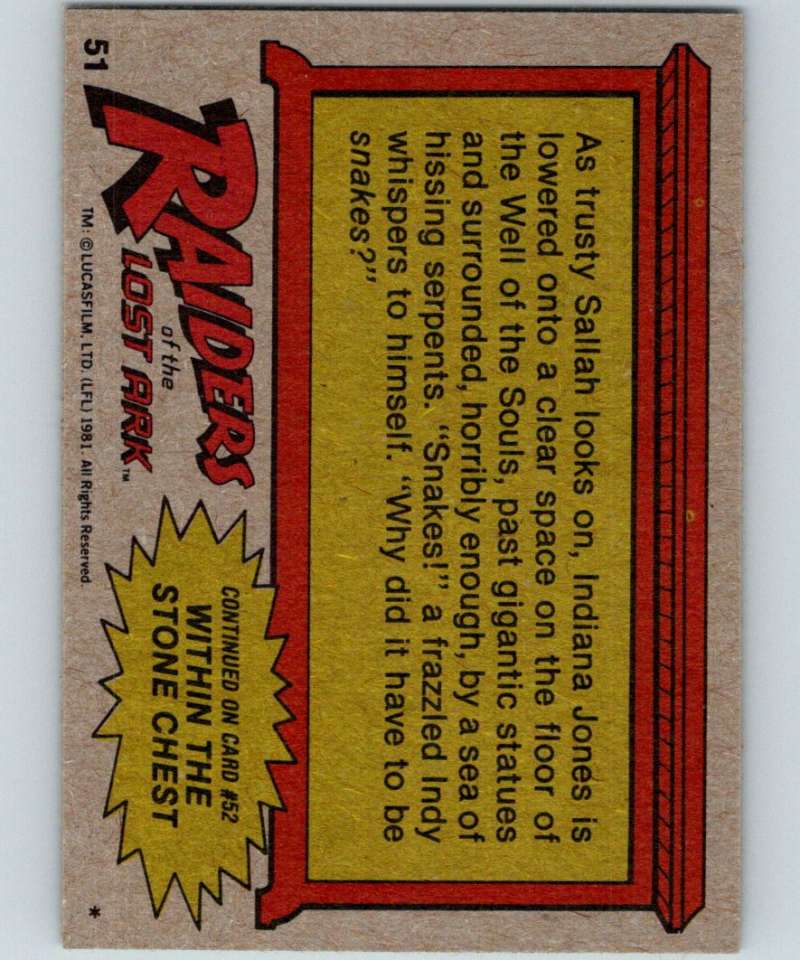 As trusty Sallah looks on, Indiana Jones is
lowered onto a clear space on the floor of
the Well of the Souls, past gigantic statues
and surrounded, horribly enough, by a sea of
hissing serpents. “Snakes!” a frazzled Indy
whispers to himself. “Why did it have to be
snakes?”
RAIDERS
of the
LOST ARK™
CONTINUED ON CARD #52
WITHIN THE
STONE CHEST
51
TM: ©LUCASFILM, LTD. (LFL) 1981. All Rights Reserved.
*